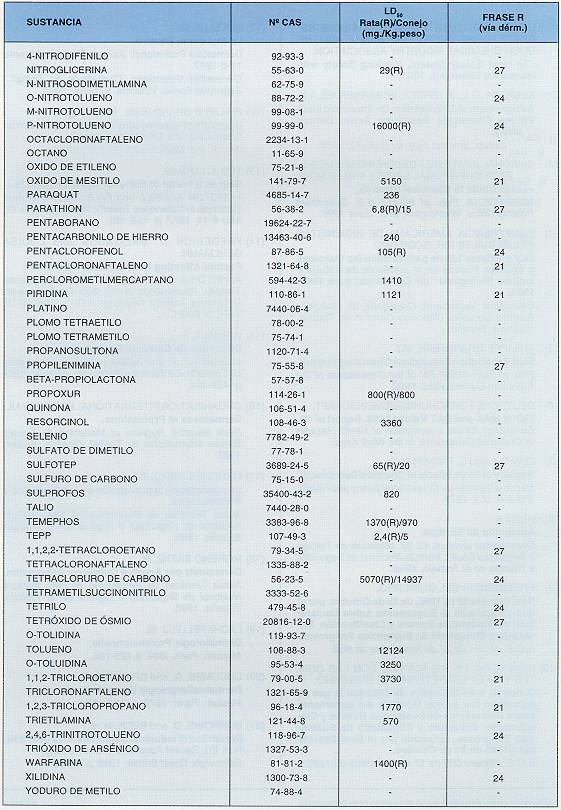 SUSTANCIA Nº CAS LD50 Rata(R)/Conejo (mg./Kg.peso) FRASE R (vía dérm.)
4-NITRODIFENILO 92-93-3 - -
NITROGLICERINA 55-63-0 29(R) 27
N-NITROSODIMETILAMINA 62-75-9 - -
O-NITROTOLUENO 88-72-2 - 24
M-NITROTOLUENO 99-08-1 - -
P-NITROTOLUENO 99-99-0 16000(R) 24
OCTACLORONAFTALENO 2234-13-1 - -
OCTANO 11-65-9 - -
OXIDO DE ETILENO 75-21-8 - -
OXIDO DE MESITILO 141-79-7 5150 21
PARAQUAT 4685-14-7 236 -
PARATHION 56-38-2 6,8(R)/15 27
PENTABORANO 19624-22-7 - -
PENTACARBONILO DE HIERRO 13463-40-6 240 -
PENTACLOROFENOL 87-86-5 105(R) 24
PENTACLORONAFTALENO 1321-64-8 - 21
PERCLOROMETILMERCAPTANO 594-42-3 1410 -
PIRIDINA 110-86-1 1121 21
PLATINO 7440-06-4 - -
PLOMO TETRAETILO 78-00-2 - -
PLOMO TETRAMETILO 75-74-1 - -
PROPANOSULTONA 1120-71-4 - -
PROPILENIMINA 75-55-8 - 27
BETA-PROPIOLACTONA 57-57-8 - -
PROPOXUR 114-26-1 800(R)/800 -
QUINONA 106-51-4 - -
RESORCINOL 108-46-3 3360 -
SELENIO 7782-49-2 - -
SULFATO DE DIMETILO 77-78-1 - -
SULFOTEP 3689-24-5 65(R)/20 27
SULFURO DE CARBONO 75-15-0 - -
SULPROFOS 35400-43-2 820 -
TALIO 7440-28-0 - -
TEMEPHOS 3383-96-8 1370(R)/970 -
TEPP 107-49-3 2,4(R)/5 -
1,1,2,2-TETRACLOROETANO 79-34-5 - 27
TETRACLORONAFTALENO 1335-88-2 - -
TETRACLORURO DE CARBONO 56-23-5 5070(R)/14937 24
TETRAMETILSUCCINONITRILO 3333-52-6 - -
TETRILO 479-45-8 - 24
TETRÓXIDO DE ÓSMIO 20816-12-0 - 27
O-TOLIDINA 119-93-7 - -
TOLUENO 108-88-3 12124 -
O-TOLUIDINA 95-53-4 3250 -
1,1,2-TRICLOROETANO 79-00-5 3730 21
TRICLORONAFTALENO 1321-65-9 - -
1,2,3-TRICLOROPROPANO 96-18-4 1770 21
TRIETILAMINA 121-44-8 570 -
2,4,6-TRINITROTOLUENO 118-96-7 - 24
TRIÓXIDO DE ARSÉNICO 1327-53-3 - -
WARFARINA 81-81-2 1400(R) -
XILIDINA 1300-73-8 - 24
YODURO DE METILO 74-88-4 - -